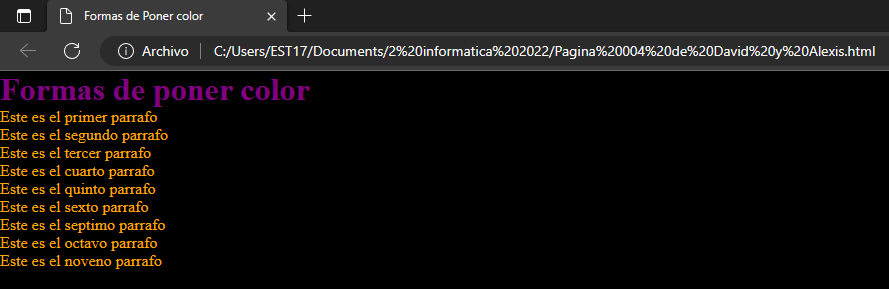 Formas de Poner color
Archivo
C:/Users/EST17/Documents/2%20informatica%202022/Pagina%20004%20de%20David%20y%20Alexis.html
Formas de poner color
Este es el primer parrafo
Este es el segundo parrafo
Este es el tercer parrafo
Este es el cuarto parrafo
Este es el quinto parrafo
Este es el sexto parrafo
Este es el septimo parrafo
Este es el octavo parrafo
Este es el noveno parrafo